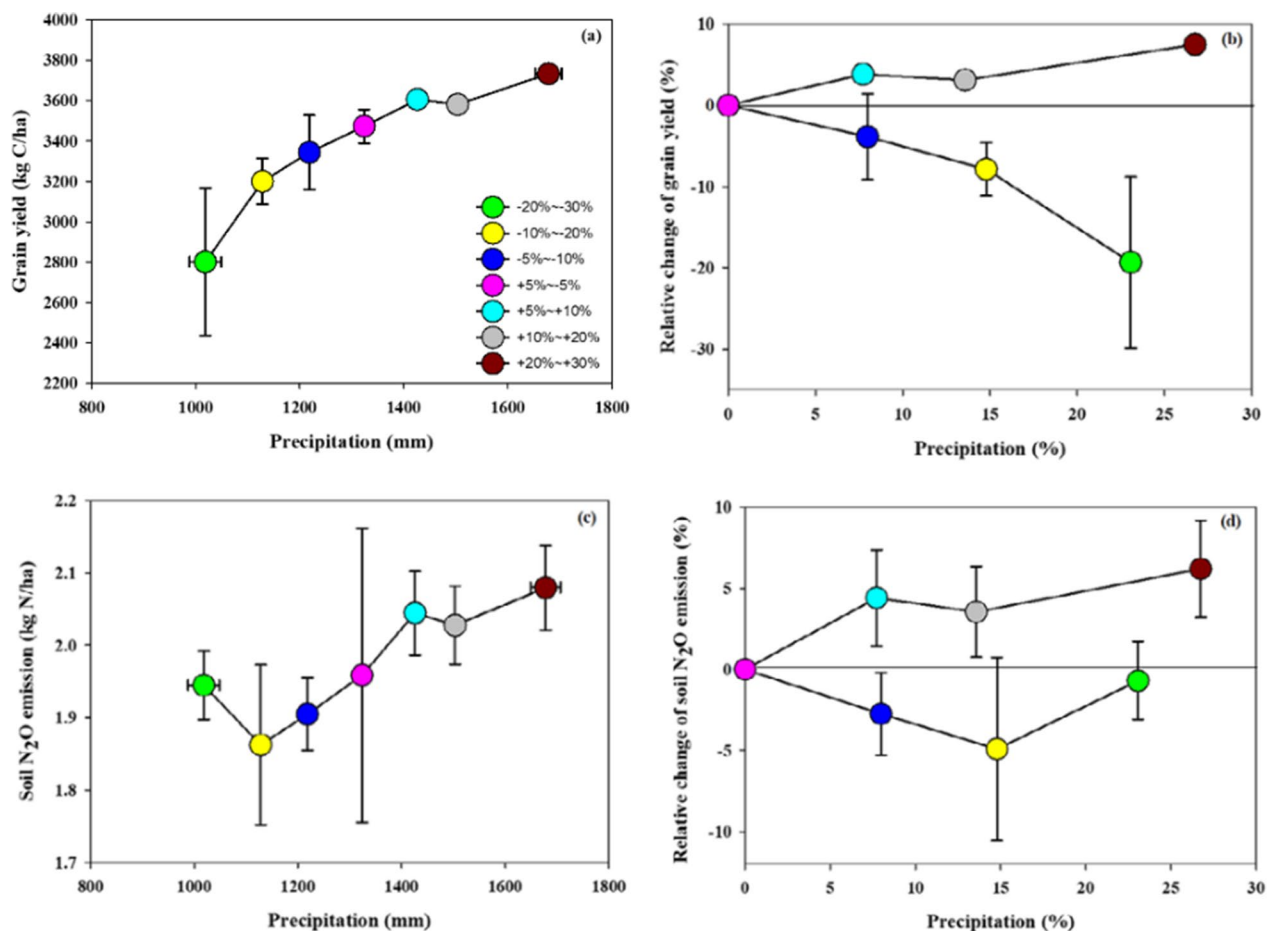 (a)
4000
3800
3600
3400
3200
3000
2800
2600
2400
2200
Grain yield (kg C/ha)
-20%~-30%
-10%~-20%
-5%~-10%
+5%~-5%
+5%~+10%
+10%~+20%
+20%~+30%
800 1000 1200 1400 1600 1800
Precipitation (mm)
(b)
10
0
-10
-20
-30
Relative change of grain yield (%)
0 5 10 15 20 25 30
Precipitation (%)
(c)
2.2
2.1
2.0
1.9
1.8
1.7
Soil N2O emission (kg N/ha)
800 1000 1200 1400 1600 1800
Precipitation (mm)
(d)
10
5
0
-5
-10
Relative change of soil N2O emission (%)
0 5 10 15 20 25 30
Precipitation (%)